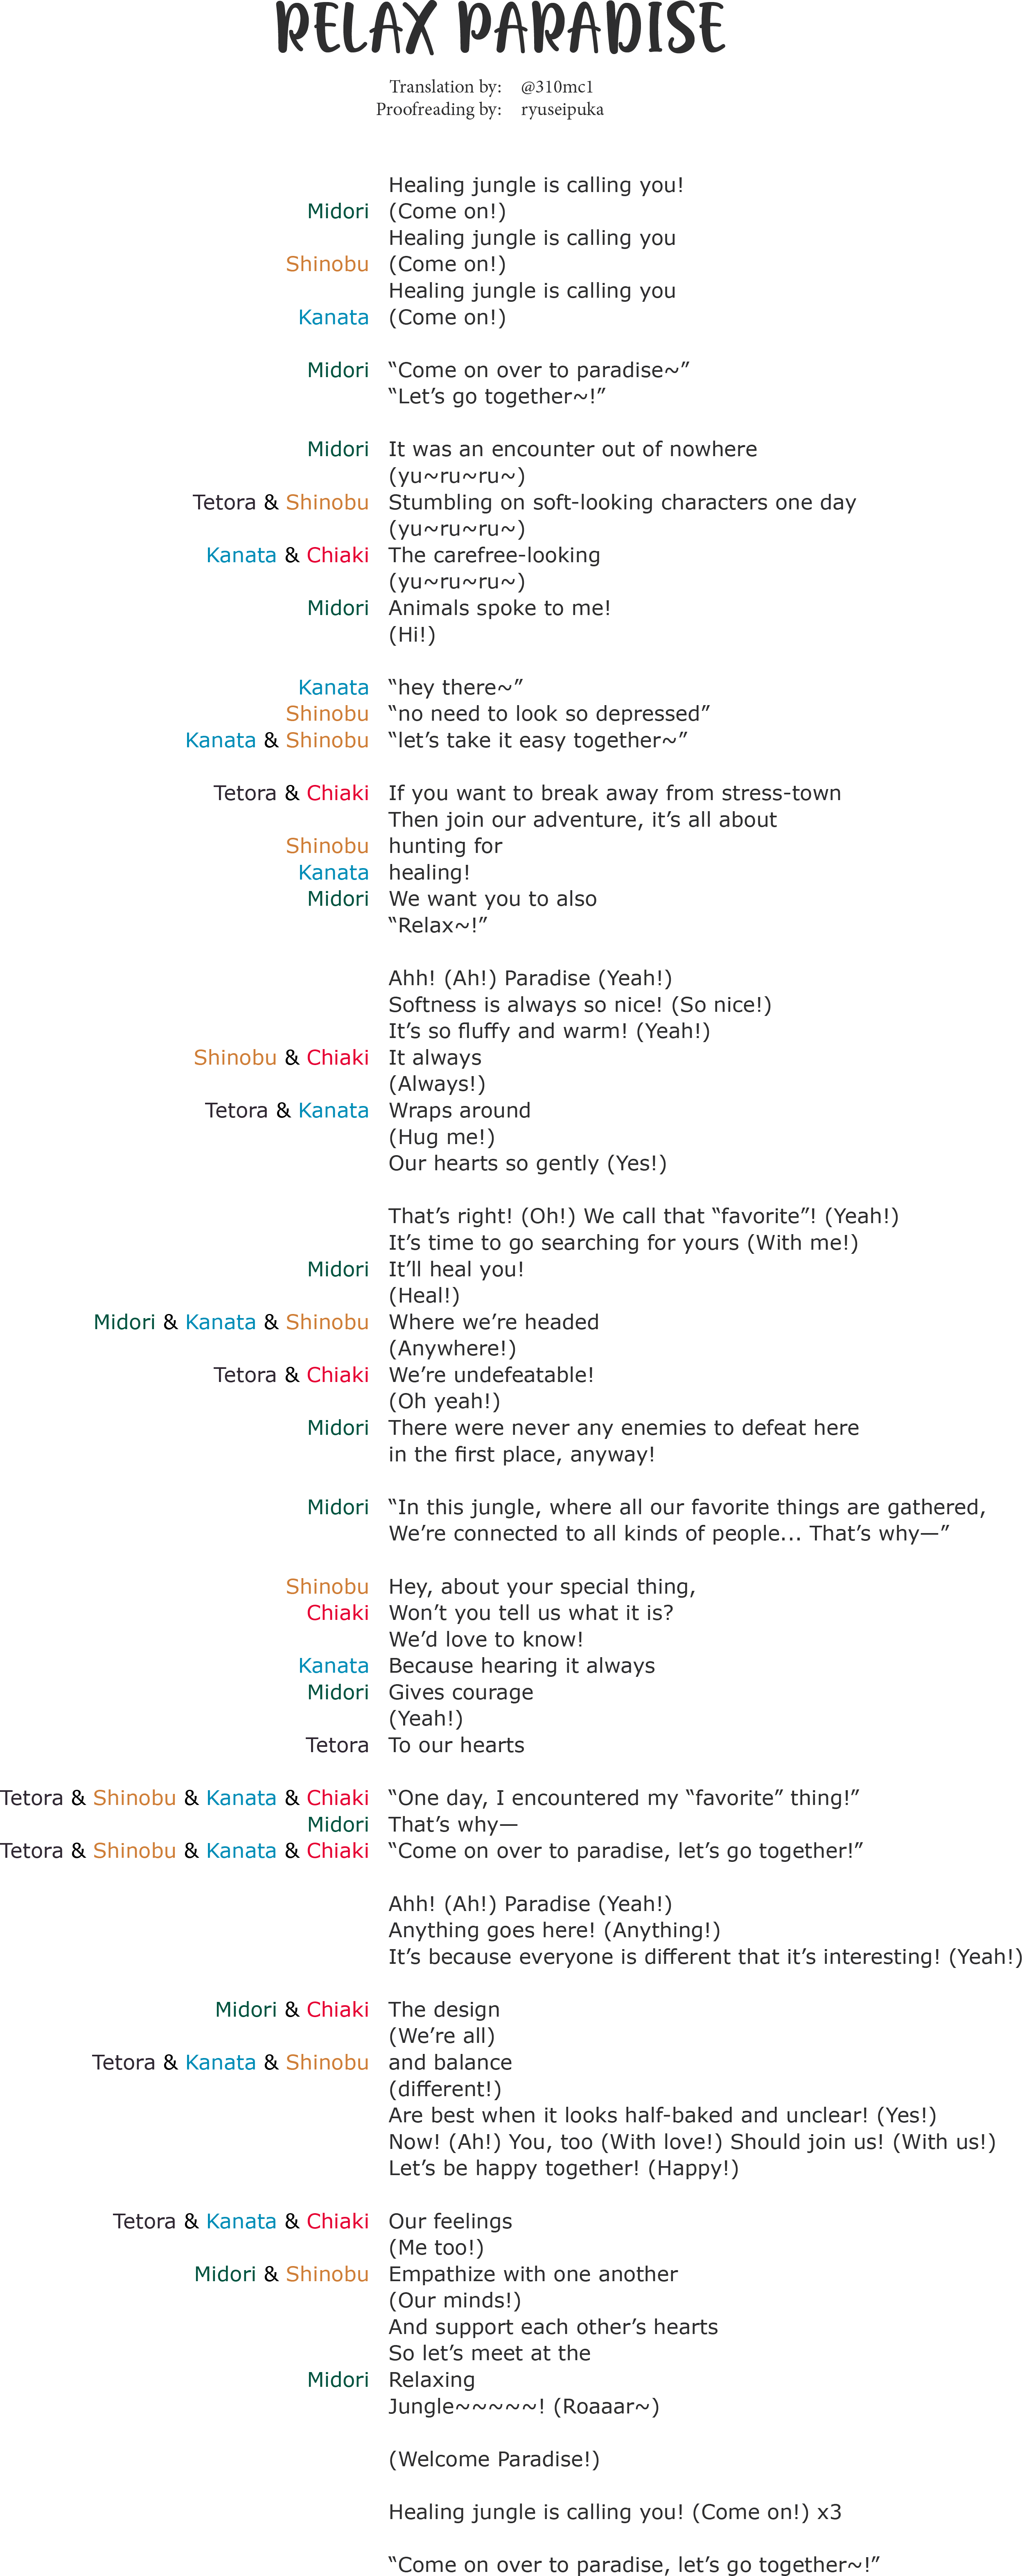 RELAX PARADISE
Translation by: @310mc1
Proofreading by: ryuseipuka
Healing jungle is calling you!
Midori (Come on!)
Healing jungle is calling you
Shinobu (Come on!)
Healing jungle is calling you
Kanata (Come on!)
Midori “Come on over to paradise~”
“Let’s go together~!”
Midori It was an encounter out of nowhere
(yu~ru~ru~)
Tetora & Shinobu Stumbling on soft-looking characters one day
(yu~ru~ru~)
Kanata & Chiaki The carefree-looking
(yu~ru~ru~)
Midori Animals spoke to me!
(Hi!)
Kanata “hey there~”
Shinobu “no need to look so depressed”
Kanata & Shinobu “let’s take it easy together~”
Tetora & Chiaki If you want to break away from stress-town
Then join our adventure, it’s all about
Shinobu hunting for
Kanata healing!
Midori We want you to also
“Relax~!”
Ahh! (Ah!) Paradise (Yeah!)
Softness is always so nice! (So nice!)
It’s so fluffy and warm! (Yeah!)
Shinobu & Chiaki It always
(Always!)
Tetora & Kanata Wraps around
(Hug me!)
Our hearts so gently (Yes!)
That’s right! (Oh!) We call that “favorite”! (Yeah!)
It’s time to go searching for yours (With me!)
Midori It’ll heal you!
(Heal!)
Midori & Kanata & Shinobu Where we’re headed
(Anywhere!)
Tetora & Chiaki We’re undefeatable!
(Oh yeah!)
Midori There were never any enemies to defeat here
in the first place, anyway!
Midori “In this jungle, where all our favorite things are gathered,
We’re connected to all kinds of people... That’s why—”
Shinobu Hey, about your special thing,
Chiaki Won’t you tell us what it is?
We’d love to know!
Kanata Because hearing it always
Midori Gives courage
(Yeah!)
Tetora To our hearts
Tetora & Shinobu & Kanata & Chiaki “One day, I encountered my “favorite” thing!”
Midori That’s why—
Tetora & Shinobu & Kanata & Chiaki “Come on over to paradise, let’s go together!”
Ahh! (Ah!) Paradise (Yeah!)
Anything goes here! (Anything!)
It’s because everyone is different that it’s interesting! (Yeah!)
Midori & Chiaki The design
(We’re all)
Tetora & Kanata & Shinobu and balance
(different!)
Are best when it looks half-baked and unclear! (Yes!)
Now! (Ah!) You, too (With love!) Should join us! (With us!)
Let’s be happy together! (Happy!)
Tetora & Kanata & Chiaki Our feelings
(Me too!)
Midori & Shinobu Empathize with one another
(Our minds!)
And support each other’s hearts
So let’s meet at the
Midori Relaxing
Jungle~~~~~! (Roaaar~)
(Welcome Paradise!)
Healing jungle is calling you! (Come on!) x3
“Come on over to paradise, let’s go together~!”